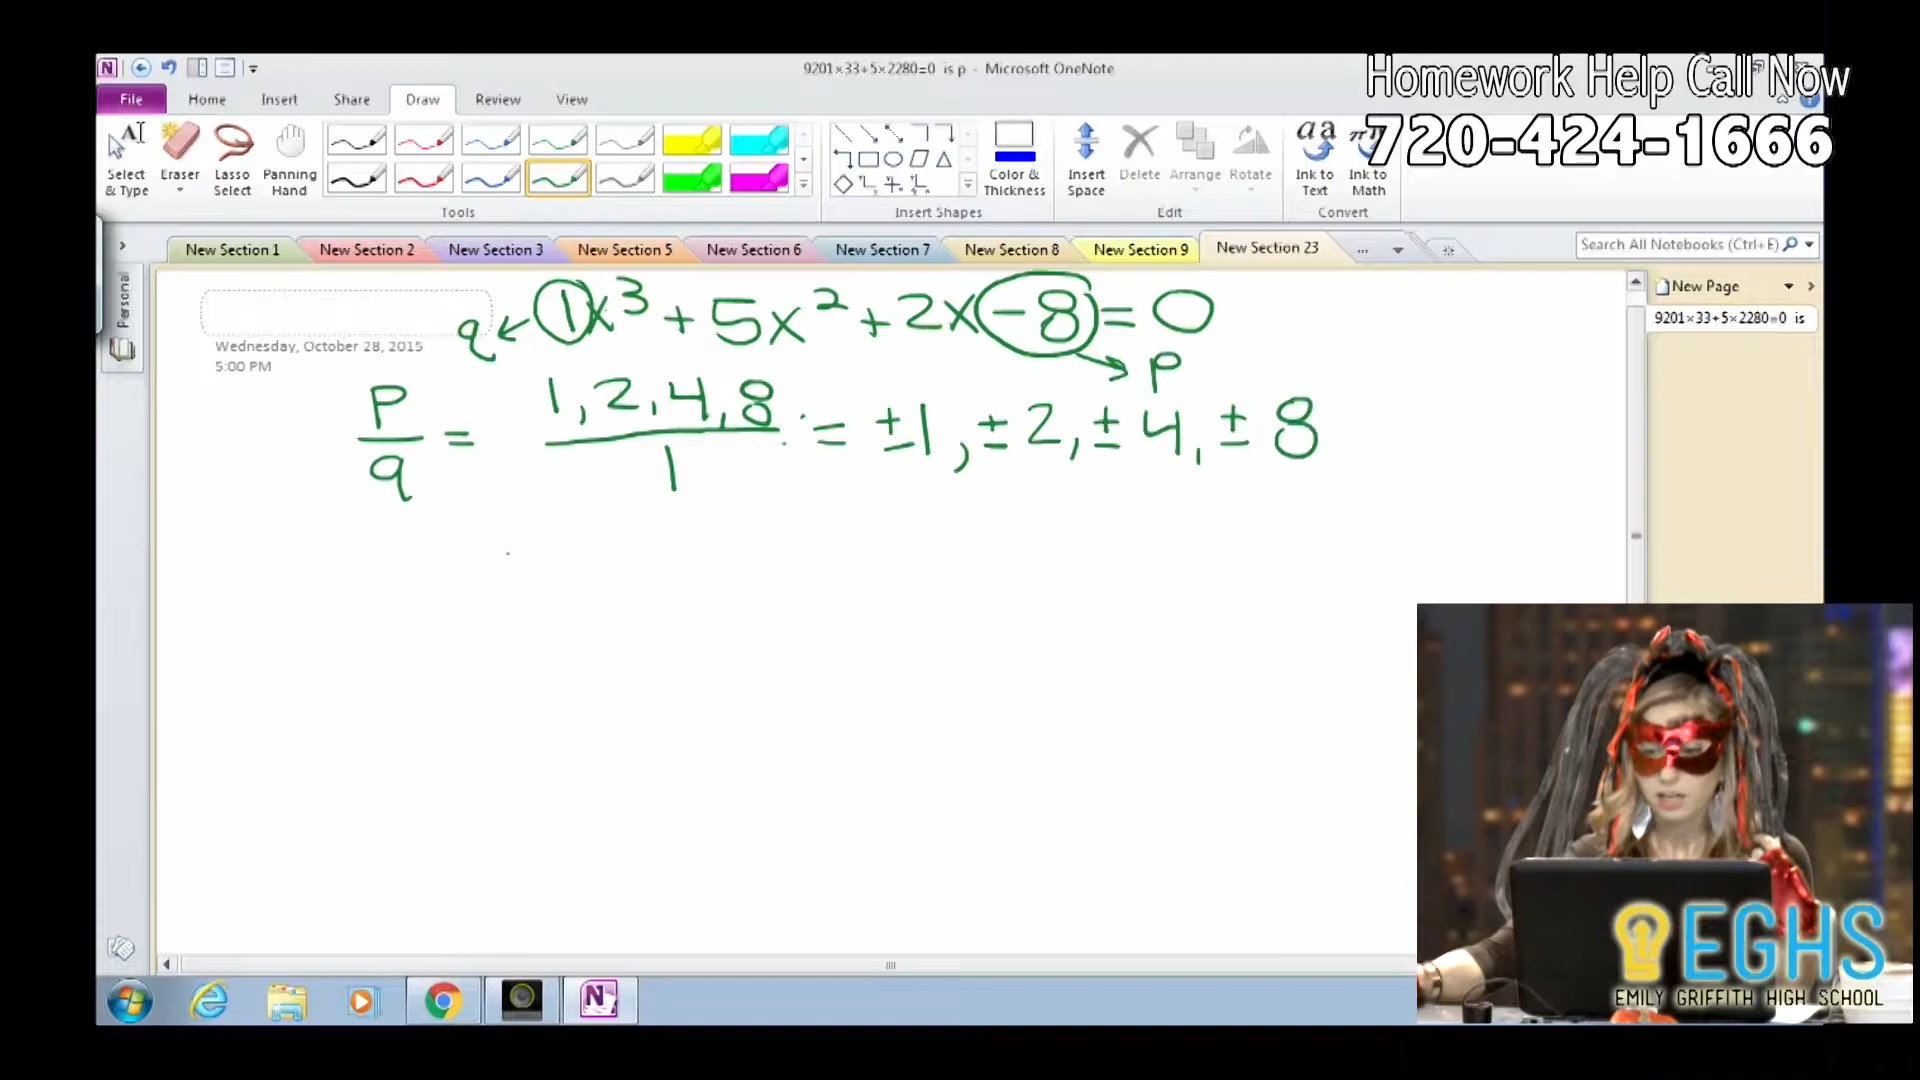 9201×33+5×2280=0 is p - Microsoft OneNote
Homework Help Call Now
720-424-1666
File Home Insert Share Draw Review View
Select & Type
Eraser
Lasso Select
Panning Hand
Color & Thickness
Insert Space
Delete
Arrange
Rotate
Ink to Text
Ink to Math
Tools
Insert Shapes
Edit
Convert
New Section 1 New Section 2 New Section 3 New Section 5 New Section 6 New Section 7 New Section 8 New Section 9 New Section 23 ...
Search All Notebooks (Ctrl+E)
Personal
New Page
9201×33+5×2280=0 is
q ← 1x³ + 5x² + 2x - 8 = 0
→ p
Wednesday, October 28, 2015
5:00 PM
p/q = 1, 2, 4, 8 / 1 = ±1, ±2, ±4, ±8
EGHS
EMILY GRIFFITH HIGH SCHOOL